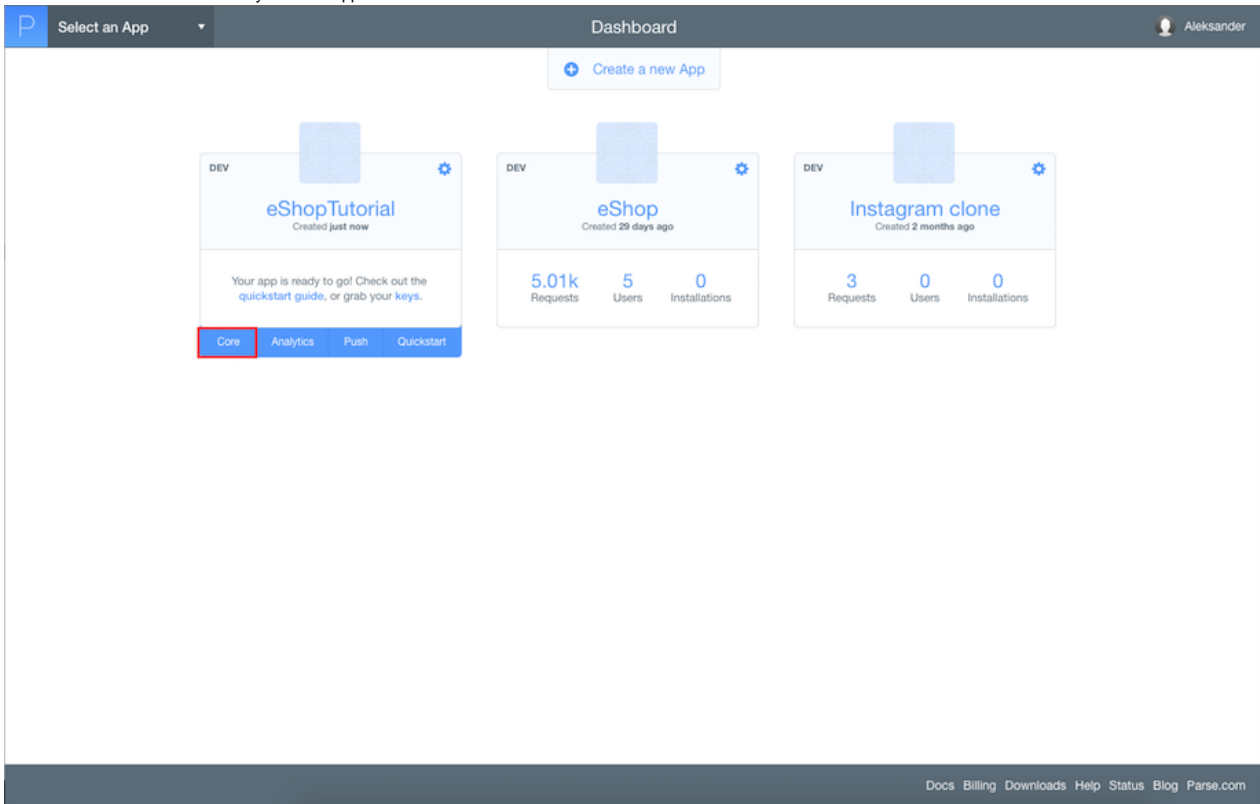 P Select an App ▾ Dashboard Aleksander
Create a new App
DEV
eShopTutorial
Created just now
Your app is ready to go! Check out the
quickstart guide, or grab your keys.
Core Analytics Push Quickstart
DEV
eShop
Created 29 days ago
5.01k 5 0
Requests Users Installations
DEV
Instagram clone
Created 2 months ago
3 0 0
Requests Users Installations
Docs Billing Downloads Help Status Blog Parse.com